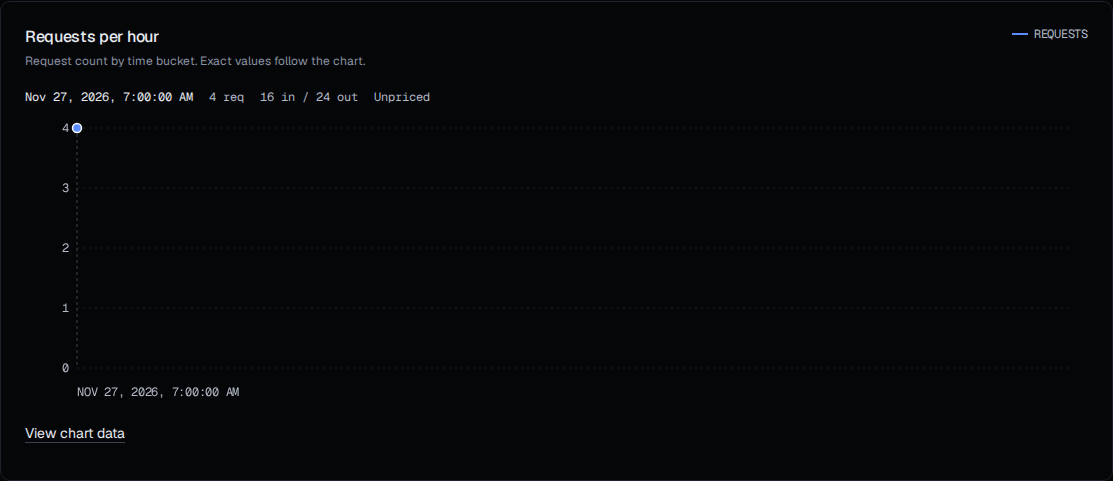 Requests per hour
REQUESTS
Request count by time bucket. Exact values follow the chart.
Nov 27, 2026, 7:00:00 AM 4 req 16 in / 24 out Unpriced
4
3
2
1
0
NOV 27, 2026, 7:00:00 AM
View chart data